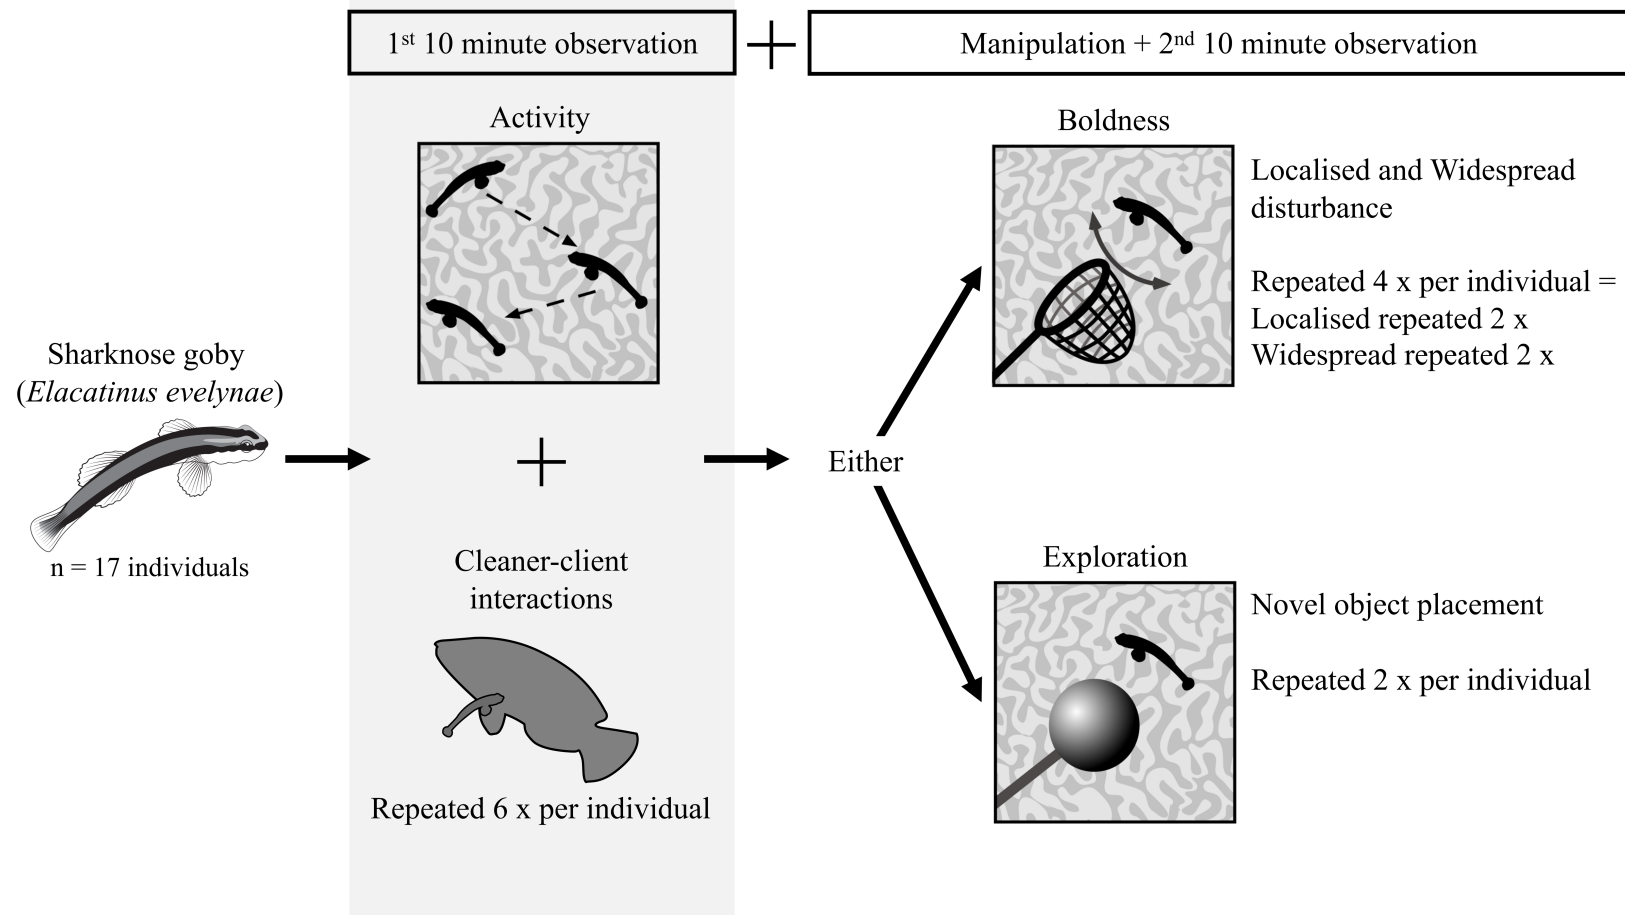 1st 10 minute observation
Manipulation + 2nd 10 minute observation
Sharknose goby
(Elacatinus evelynae)
n = 17 individuals
Activity
Cleaner-client
interactions
Repeated 6 x per individual
Either
Boldness
Localised and Widespread
disturbance
Repeated 4 x per individual =
Localised repeated 2 x
Widespread repeated 2 x
Exploration
Novel object placement
Repeated 2 x per individual